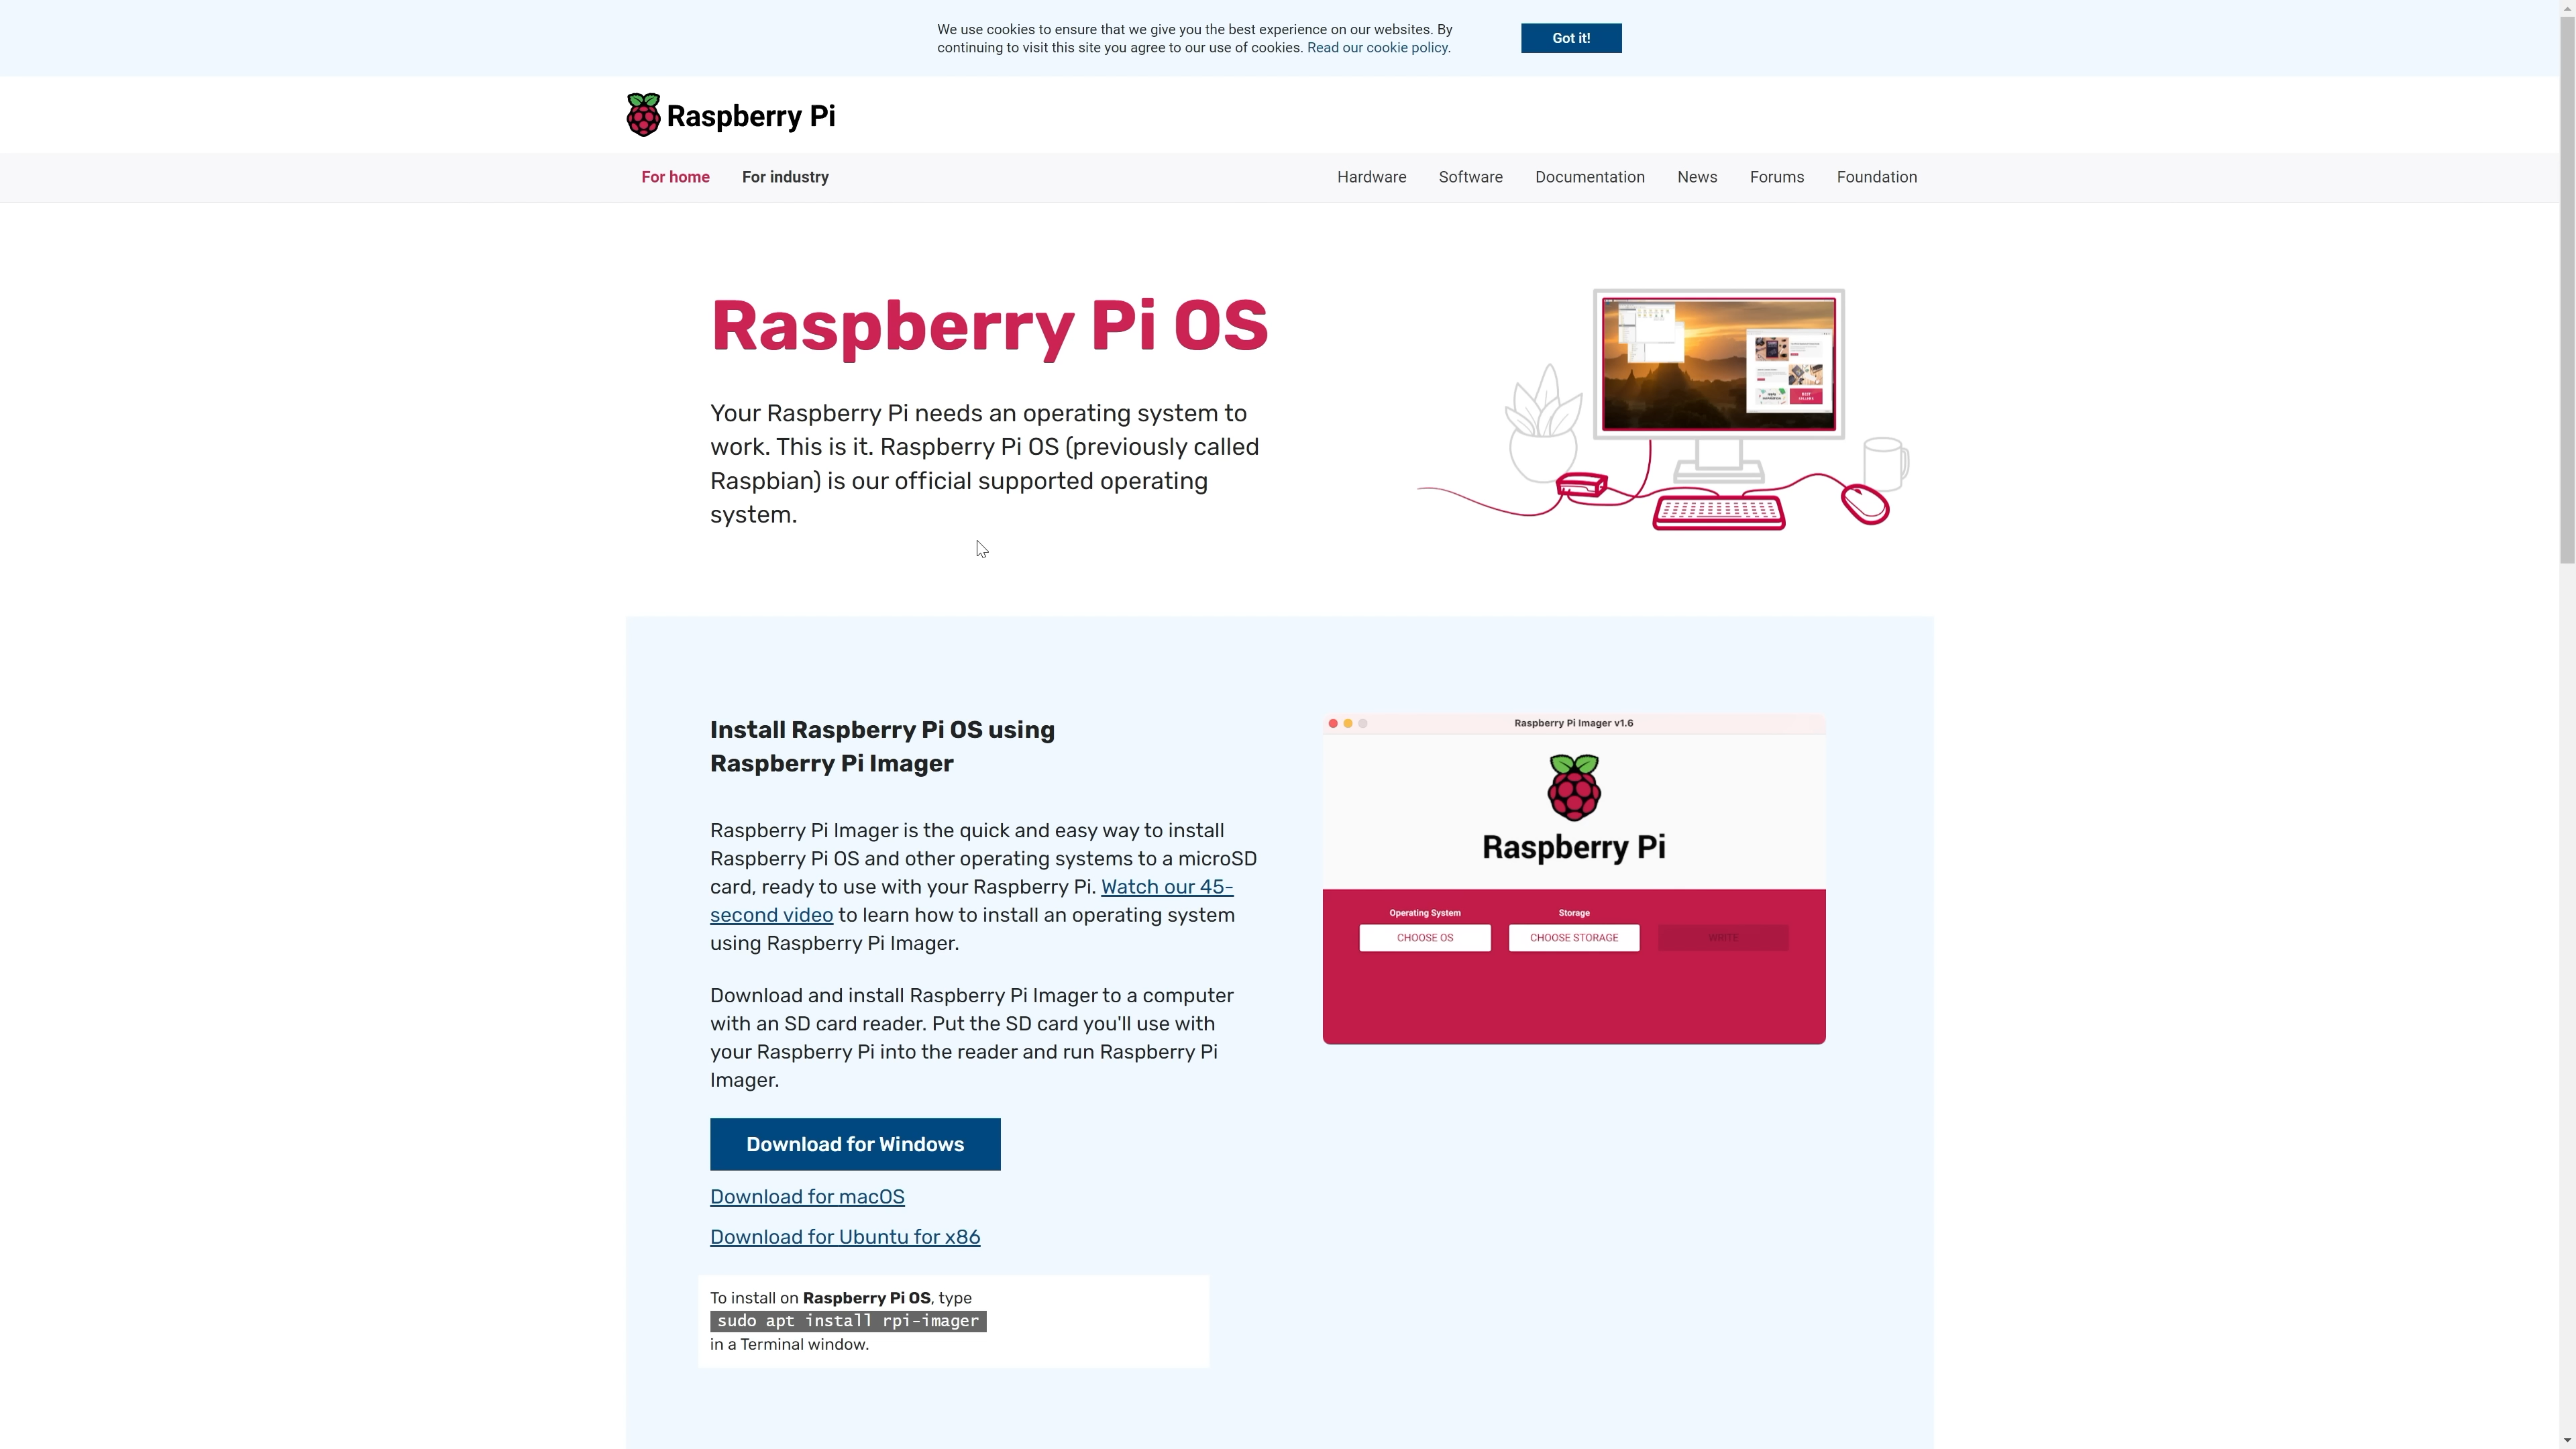 We use cookies to ensure that we give you the best experience on our websites. By
continuing to visit this site you agree to our use of cookies. Read our cookie policy.
Got it!
Raspberry Pi
For home
For industry
Hardware
Software
Documentation
News
Forums
Foundation
Raspberry Pi OS
Your Raspberry Pi needs an operating system to
work. This is it. Raspberry Pi OS (previously called
Raspbian) is our official supported operating
system.
Install Raspberry Pi OS using
Raspberry Pi Imager
Raspberry Pi Imager is the quick and easy way to install
Raspberry Pi OS and other operating systems to a microSD
card, ready to use with your Raspberry Pi. Watch our 45-
second video to learn how to install an operating system
using Raspberry Pi Imager.
Download and install Raspberry Pi Imager to a computer
with an SD card reader. Put the SD card you'll use with
your Raspberry Pi into the reader and run Raspberry Pi
Imager.
Download for Windows
Download for macOS
Download for Ubuntu for x86
To install on Raspberry Pi OS, type
sudo apt install rpi-imager
in a Terminal window.
Raspberry Pi Imager v1.6
Raspberry Pi
Operating System
Storage
CHOOSE OS
CHOOSE STORAGE
WRITE